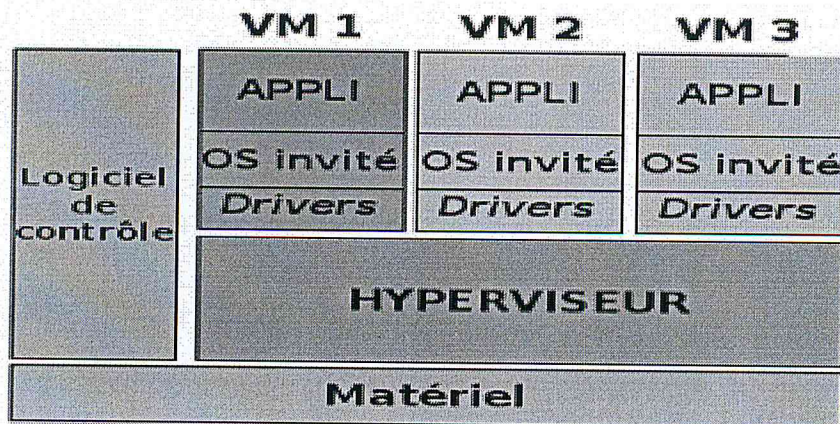 VM 1 VM 2 VM 3
APPLI APPLI APPLI
OS invité OS invité OS invité
Drivers Drivers Drivers
Logiciel
de
contrôle
HYPERVISEUR
Matériel